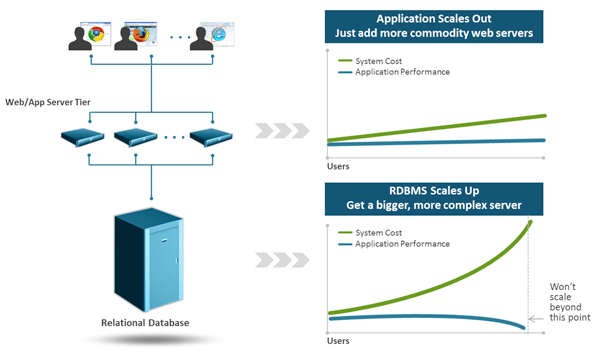 Application Scales Out
Just add more commodity web servers
System Cost
Application Performance
Web/App Server Tier
Users
RDBMS Scales Up
Get a bigger, more complex server
System Cost
Application Performance
Won't
scale
beyond
this point
Relational Database
Users